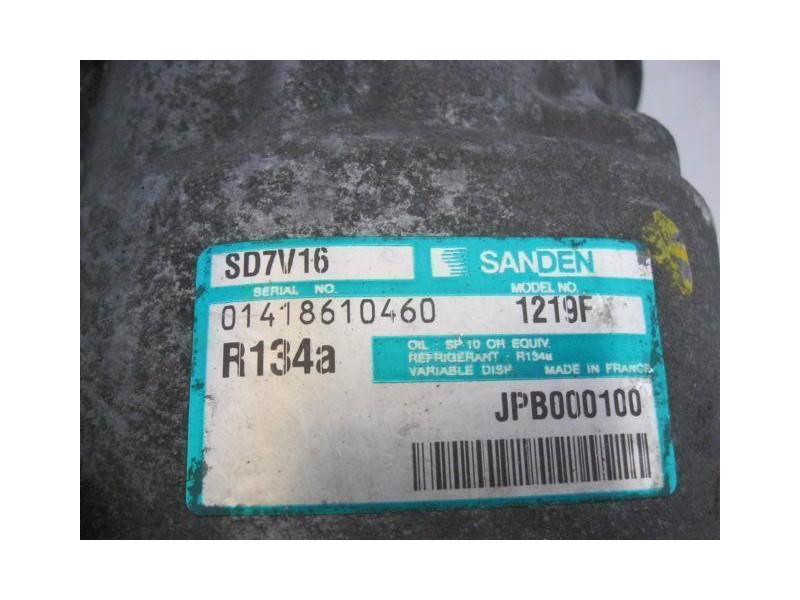 SD7V16 SANDEN
SERIAL NO. MODEL NO.
01418610460 1219F
R134a
OIL : SP 10 OR EQUIV.
REFRIGERANT : R134a
VARIABLE DISP. MADE IN FRANCE
JPB000100